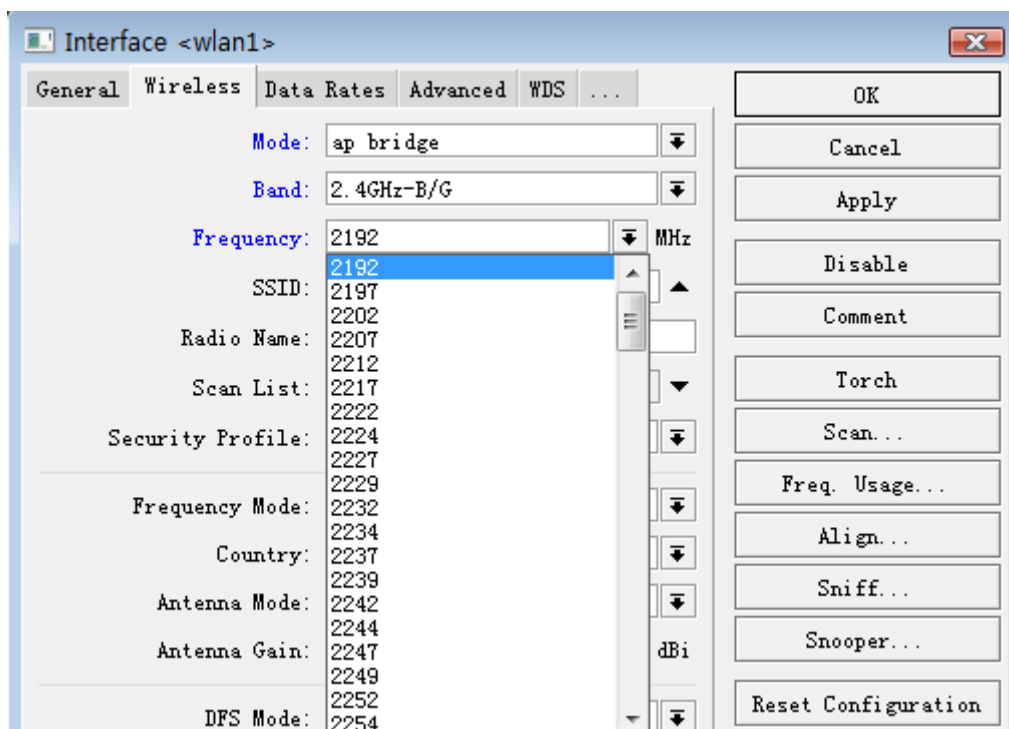 Interface <wlan1>
General Wireless Data Rates Advanced WDS ...
Mode: ap bridge
Band: 2.4GHz-B/G
Frequency: 2192 MHz
2192
2197
2202
2207
2212
2217
2222
2224
2227
2229
2232
2234
2237
2239
2242
2244
2247
2249
2252
2254
SSID:
Radio Name:
Scan List:
Security Profile:
Frequency Mode:
Country:
Antenna Mode:
Antenna Gain: dBi
DFS Mode:
OK
Cancel
Apply
Disable
Comment
Torch
Scan...
Freq. Usage...
Align...
Sniff...
Snooper...
Reset Configuration